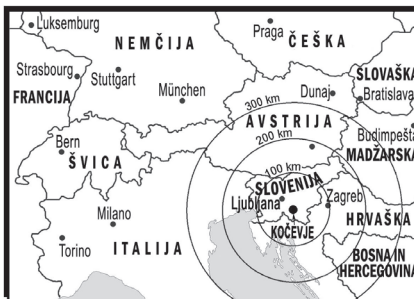 Luksemburg
NEMČIJA
Praga
ČEŠKA
Strasbourg
Stuttgart
FRANCIJA
München
Dunaj
SLOVAŠKA
Bratislava
300 km
AVSTRIJA
Budimpešta
MADŽARSKA
200 km
Bern
ŠVICA
100 km
SLOVENIJA
Ljubljana
Zagreb
KOČEVJE
HRVAŠKA
Milano
Torino
ITALIJA
BOSNA IN
HERCEGOVINA